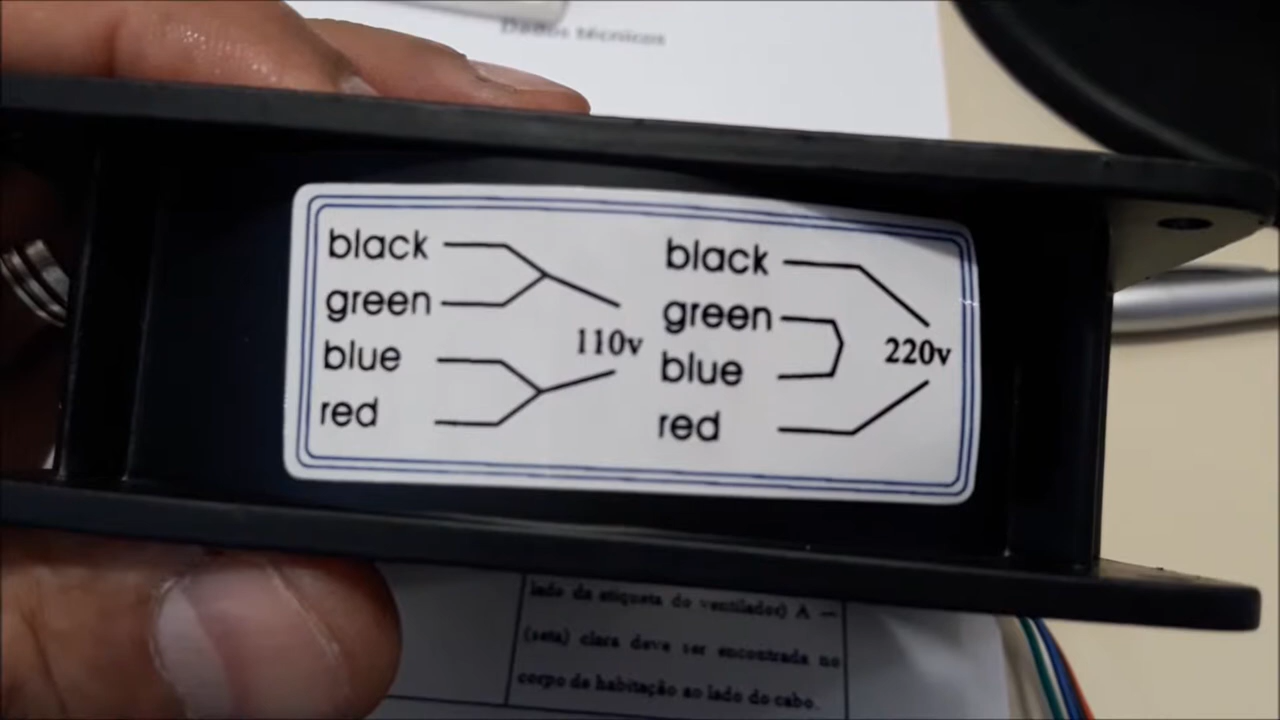 Dados técnicos
black
green
blue
red
110v
black
green
blue
red
220v
lado da etiqueta do ventilador) A —
(seta) clara deve ser encontrada no
corpo da habitação ao lado do cabo.